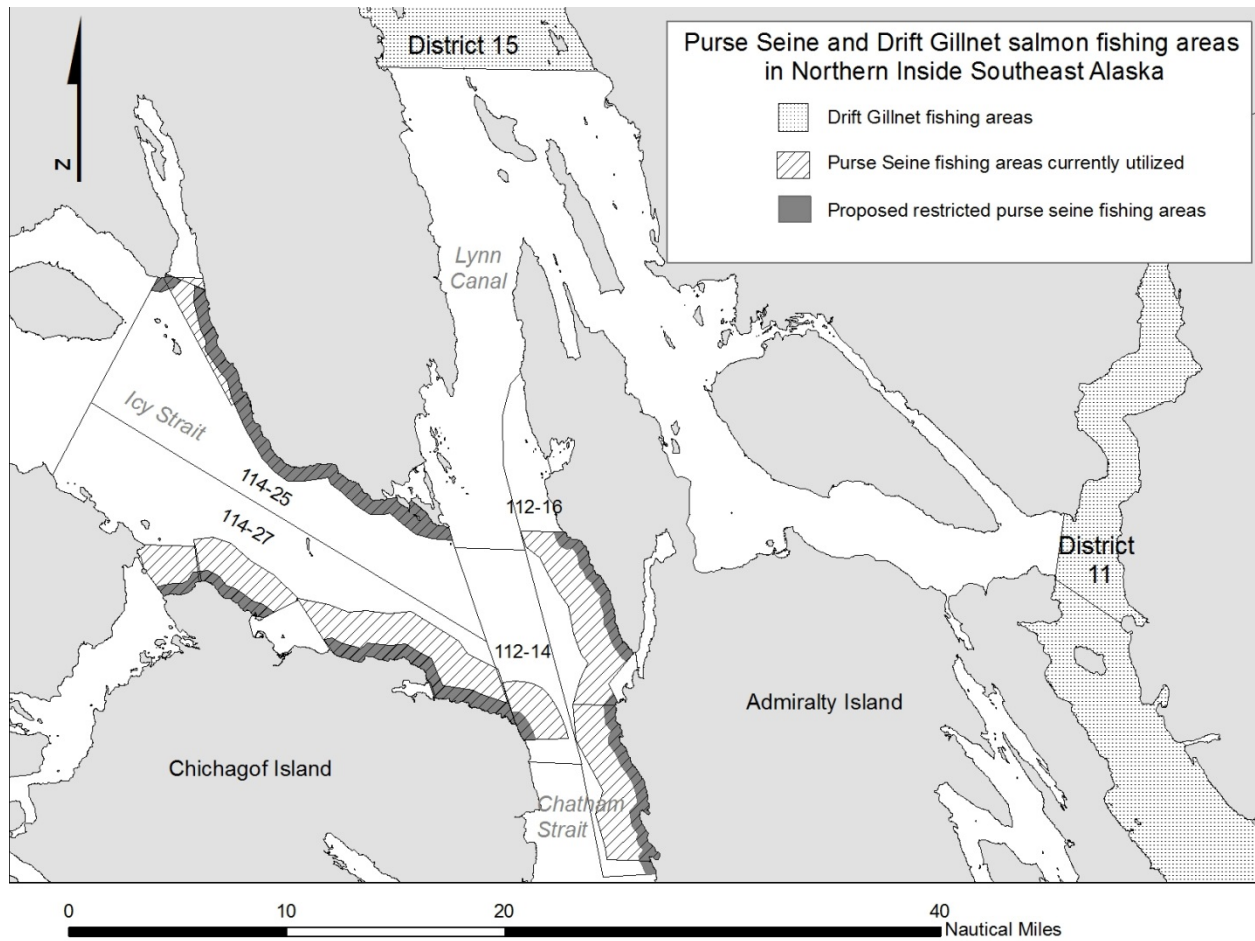 District 15
Purse Seine and Drift Gillnet salmon fishing areas
in Northern Inside Southeast Alaska
Drift Gillnet fishing areas
Purse Seine fishing areas currently utilized
Proposed restricted purse seine fishing areas
N
Lynn
Canal
Icy Strait
114-25
114-27
112-16
112-14
District
11
Admiralty Island
Chichagof Island
Chatham
Strait
0 10 20 40
Nautical Miles